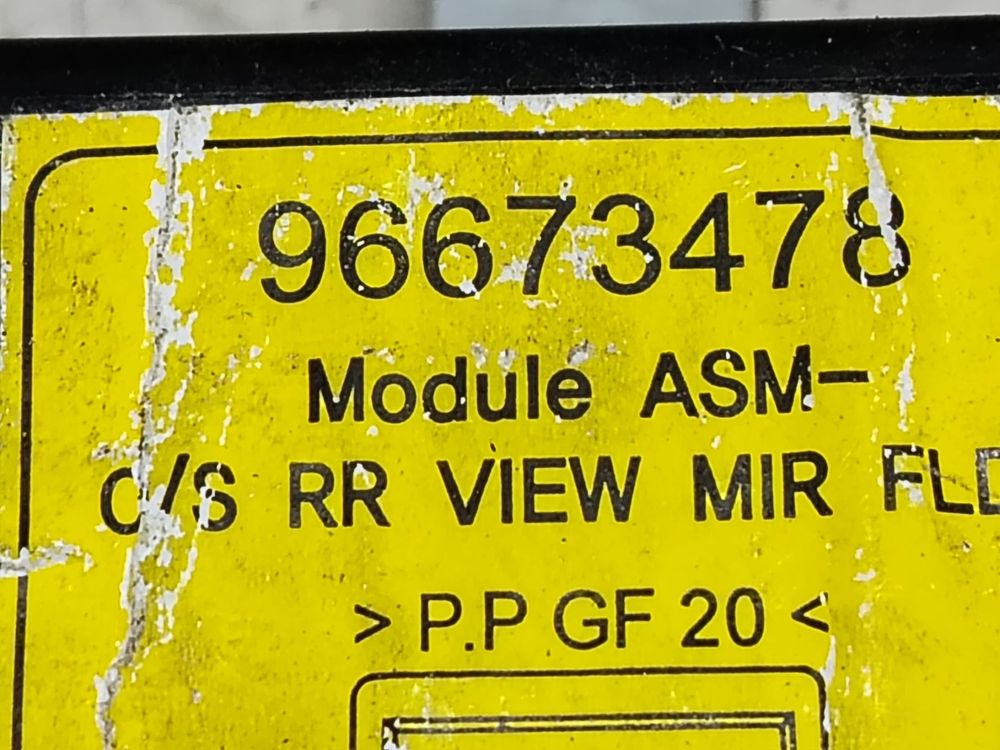 96673478
Module ASM-
O/S RR VIEW MIR FLD
> P.P GF 20 <